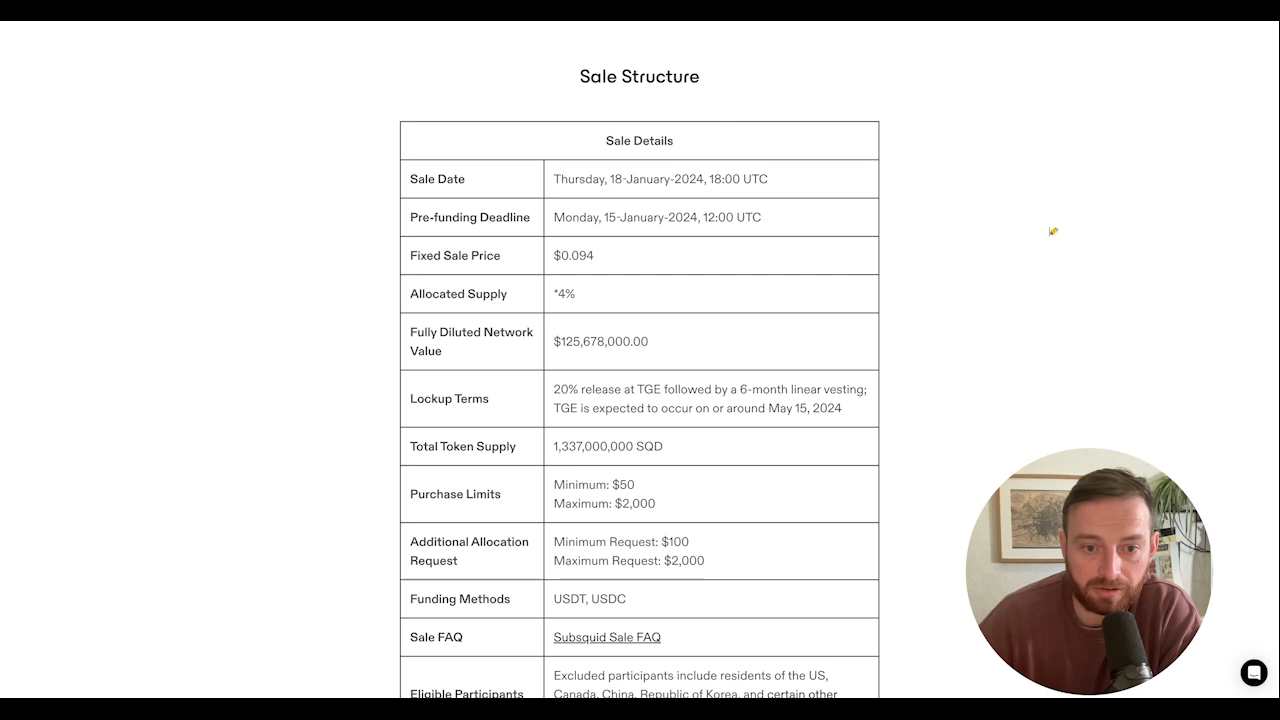 Sale Structure
Sale Details
Sale Date
Thursday, 18-January-2024, 18:00 UTC
Pre-funding Deadline
Monday, 15-January-2024, 12:00 UTC
Fixed Sale Price
$0.094
Allocated Supply
*4%
Fully Diluted Network
Value
$125,678,000.00
Lockup Terms
20% release at TGE followed by a 6-month linear vesting;
TGE is expected to occur on or around May 15, 2024
Total Token Supply
1,337,000,000 SQD
Purchase Limits
Minimum: $50
Maximum: $2,000
Additional Allocation
Request
Minimum Request: $100
Maximum Request: $2,000
Funding Methods
USDT, USDC
Sale FAQ
Subsquid Sale FAQ
Eligible Participants
Excluded participants include residents of the US,
Canada, China, Republic of Korea, and certain other